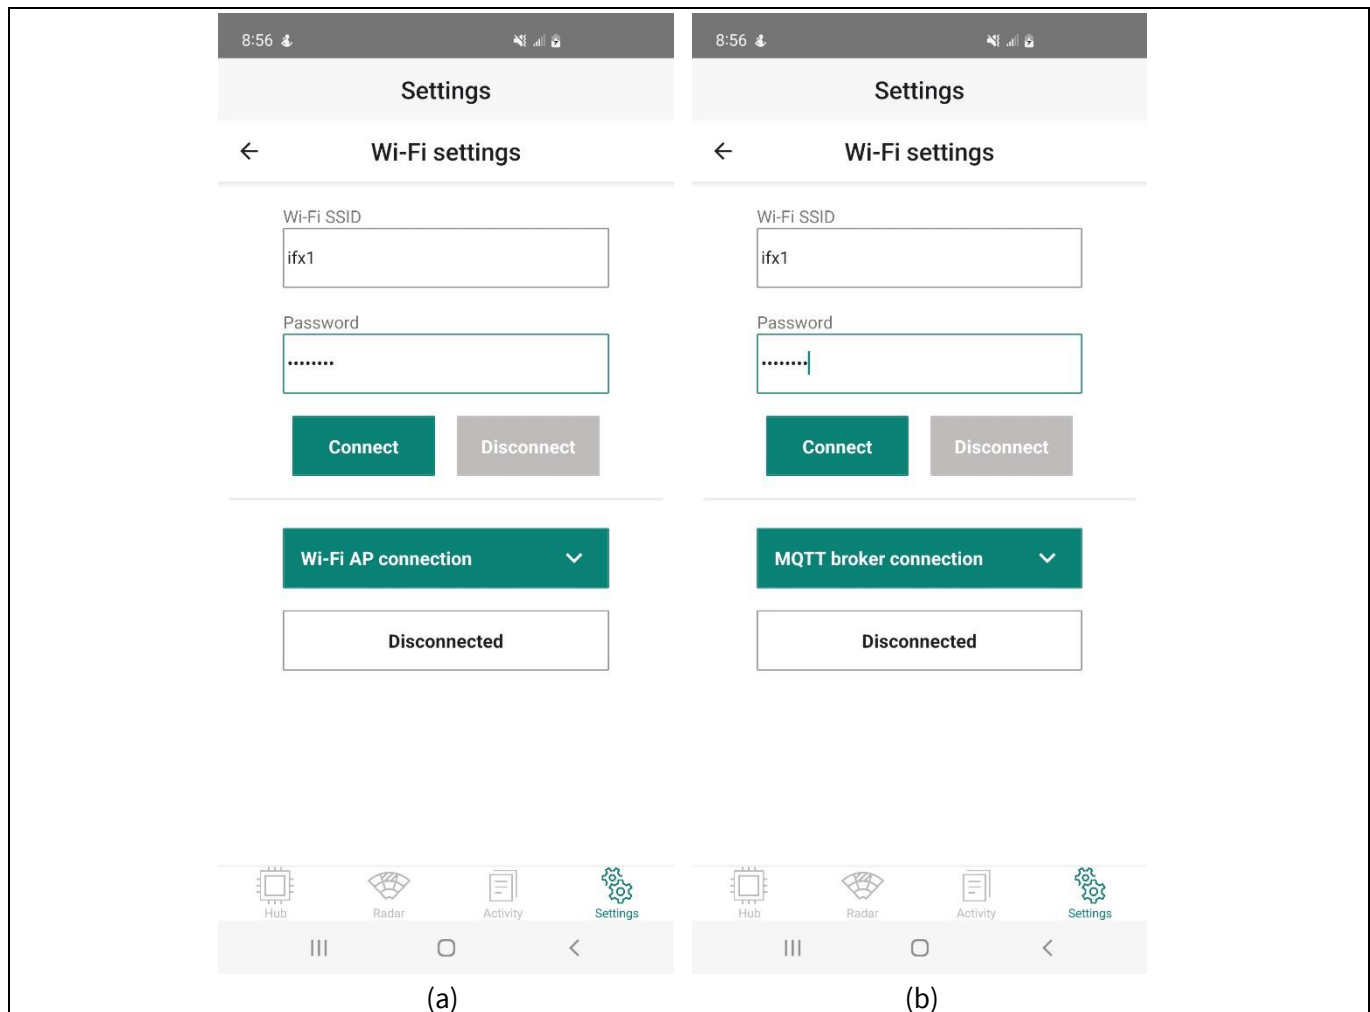 8:56
Settings
Wi-Fi settings
Wi-Fi SSID
ifx1
Password
••••••••
Connect Disconnect
Wi-Fi AP connection
Disconnected
Hub Radar Activity Settings
(a)
8:56
Settings
Wi-Fi settings
Wi-Fi SSID
ifx1
Password
••••••••
Connect Disconnect
MQTT broker connection
Disconnected
Hub Radar Activity Settings
(b)